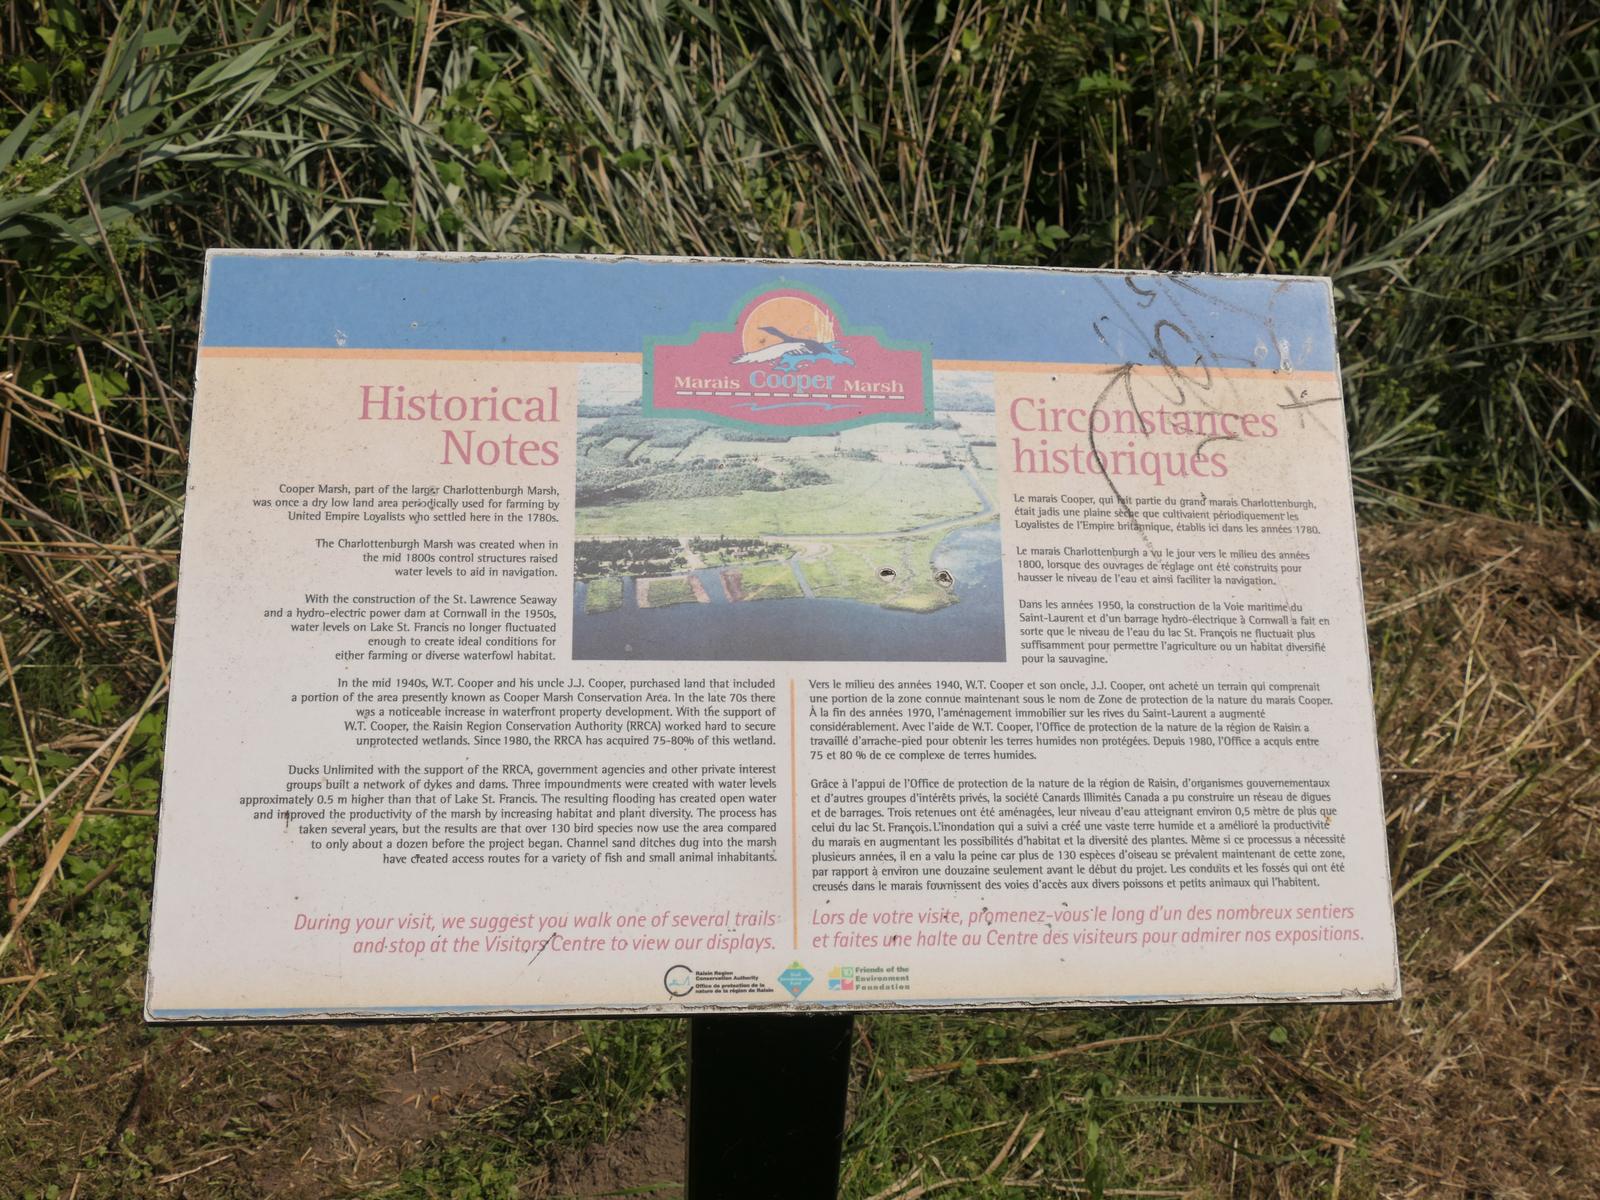 Marais Cooper Marsh
Historical
Notes
Cooper Marsh, part of the larger Charlottenburgh Marsh,
was once a dry low land area periodically used for farming by
United Empire Loyalists who settled here in the 1780s.
The Charlottenburgh Marsh was created when in
the mid 1800s control structures raised
water levels to aid in navigation.
With the construction of the St. Lawrence Seaway
and a hydro-electric power dam at Cornwall in the 1950s,
water levels on Lake St. Francis no longer fluctuated
enough to create ideal conditions for
either farming or diverse waterfowl habitat.
In the mid 1940s, W.T. Cooper and his uncle J.J. Cooper, purchased land that included
a portion of the area presently known as Cooper Marsh Conservation Area. In the late 70s there
was a noticeable increase in waterfront property development. With the support of
W.T. Cooper, the Raisin Region Conservation Authority (RRCA) worked hard to secure
unprotected wetlands. Since 1980, the RRCA has acquired 75-80% of this wetland.
Ducks Unlimited with the support of the RRCA, government agencies and other private interest
groups built a network of dykes and dams. Three impoundments were created with water levels
approximately 0.5 m higher than that of Lake St. Francis. The resulting flooding has created open water
and improved the productivity of the marsh by increasing habitat and plant diversity. The process has
taken several years, but the results are that over 130 bird species now use the area compared
to only about a dozen before the project began. Channel sand ditches dug into the marsh
have created access routes for a variety of fish and small animal inhabitants.
During your visit, we suggest you walk one of several trails
and stop at the Visitors Centre to view our displays.
Circonstances
historiques
Le marais Cooper, qui fait partie du grand marais Charlottenburgh,
était jadis une plaine sèche que cultivaient périodiquement les
Loyalistes de l'Empire britannique, établis ici dans les années 1780.
Le marais Charlottenburgh a vu le jour vers le milieu des années
1800, lorsque des ouvrages de réglage ont été construits pour
hausser le niveau de l'eau et ainsi faciliter la navigation.
Dans les années 1950, la construction de la Voie maritime du
Saint-Laurent et d'un barrage hydro-électrique à Cornwall a fait en
sorte que le niveau de l'eau du lac St. François ne fluctuait plus
suffisamment pour permettre l'agriculture ou un habitat diversifié
pour la sauvagine.
Vers le milieu des années 1940, W.T. Cooper et son oncle, J.J. Cooper, ont acheté un terrain qui comprenait
une portion de la zone connue maintenant sous le nom de Zone de protection de la nature du marais Cooper.
À la fin des années 1970, l'aménagement immobilier sur les rives du Saint-Laurent a augmenté
considérablement. Avec l'aide de W.T. Cooper, l'Office de protection de la nature de la région de Raisin a
travaillé d'arrache-pied pour obtenir les terres humides non protégées. Depuis 1980, l'Office a acquis entre
75 et 80 % de ce complexe de terres humides.
Grâce à l'appui de l'Office de protection de la nature de la région de Raisin, d'organismes gouvernementaux
et d'autres groupes d'intérêts privés, la société Canards Illimités Canada a pu construire un réseau de digues
et de barrages. Trois retenues ont été aménagées, leur niveau d'eau atteignant environ 0,5 mètre de plus que
celui du lac St. François. L'inondation qui a suivi a créé une vaste terre humide et a amélioré la productivité
du marais en augmentant les possibilités d'habitat et la diversité des plantes. Même si ce processus a nécessité
plusieurs années, il en a valu la peine car plus de 130 espèces d'oiseau se prévalent maintenant de cette zone,
par rapport à environ une douzaine seulement avant le début du projet. Les conduits et les fossés qui ont été
creusés dans le marais fournissent des voies d'accès aux divers poissons et petits animaux qui l'habitent.
Lors de votre visite, promenez-vous le long d'un des nombreux sentiers
et faites une halte au Centre des visiteurs pour admirer nos expositions.
Raisin Region
Conservation Authority
Office de protection de la
nature de la région de Raisin
Friends of the
Environment
Foundation